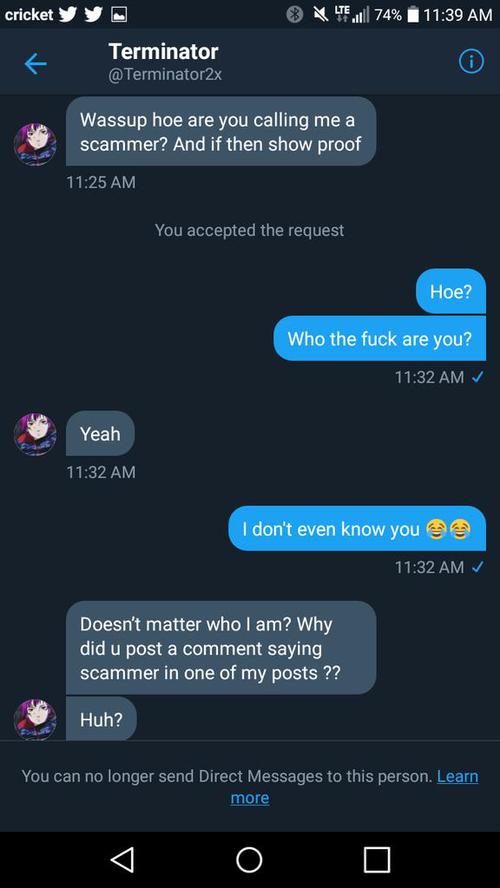 cricket LTE 74% 11:39 AM
Terminator
@Terminator2x
Wassup hoe are you calling me a
scammer? And if then show proof
11:25 AM
You accepted the request
Hoe?
Who the fuck are you?
11:32 AM
Yeah
11:32 AM
I don't even know you 😂😂
11:32 AM
Doesn’t matter who I am? Why
did u post a comment saying
scammer in one of my posts ??
Huh?
You can no longer send Direct Messages to this person. Learn
more